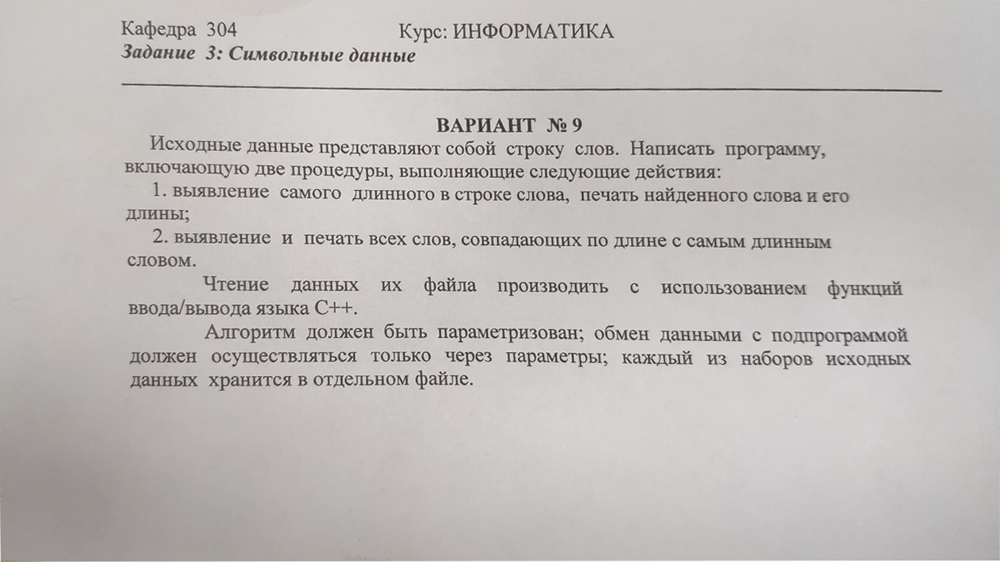 Кафедра 304 Курс: ИНФОРМАТИКА
Задание 3: Символьные данные
ВАРИАНТ № 9
Исходные данные представляют собой строку слов. Написать программу,
включающую две процедуры, выполняющие следующие действия:
1. выявление самого длинного в строке слова, печать найденного слова и его
длины;
2. выявление и печать всех слов, совпадающих по длине с самым длинным
словом.
Чтение данных их файла производить с использованием функций
ввода/вывода языка С++.
Алгоритм должен быть параметризован; обмен данными с подпрограммой
должен осуществляться только через параметры; каждый из наборов исходных
данных хранится в отдельном файле.